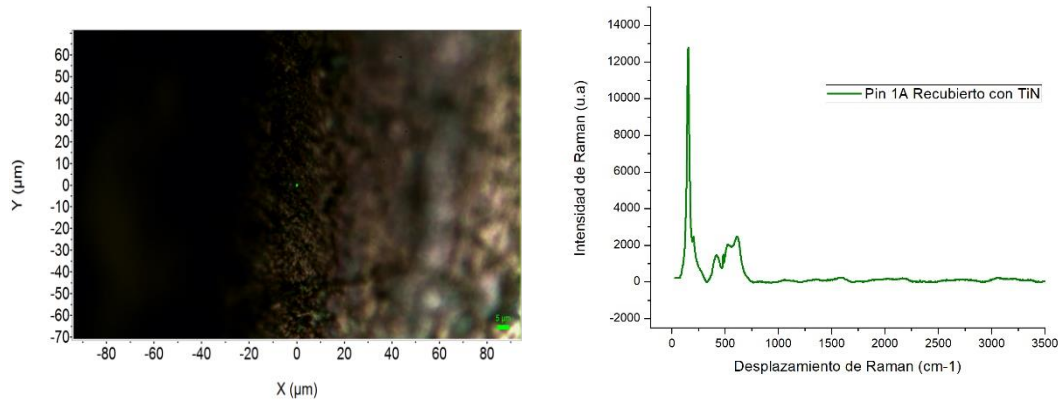 60
50
40
30
20
10
0
-10
-20
-30
-40
-50
-60
-70
Y (µm)
5 µm
-80 -60 -40 -20 0 20 40 60 80
X (µm)
14000
12000
10000
8000
6000
4000
2000
0
-2000
Intensidad de Raman (u.a)
Pin 1A Recubierto con TiN
0 500 1000 1500 2000 2500 3000 3500
Desplazamiento de Raman (cm-1)